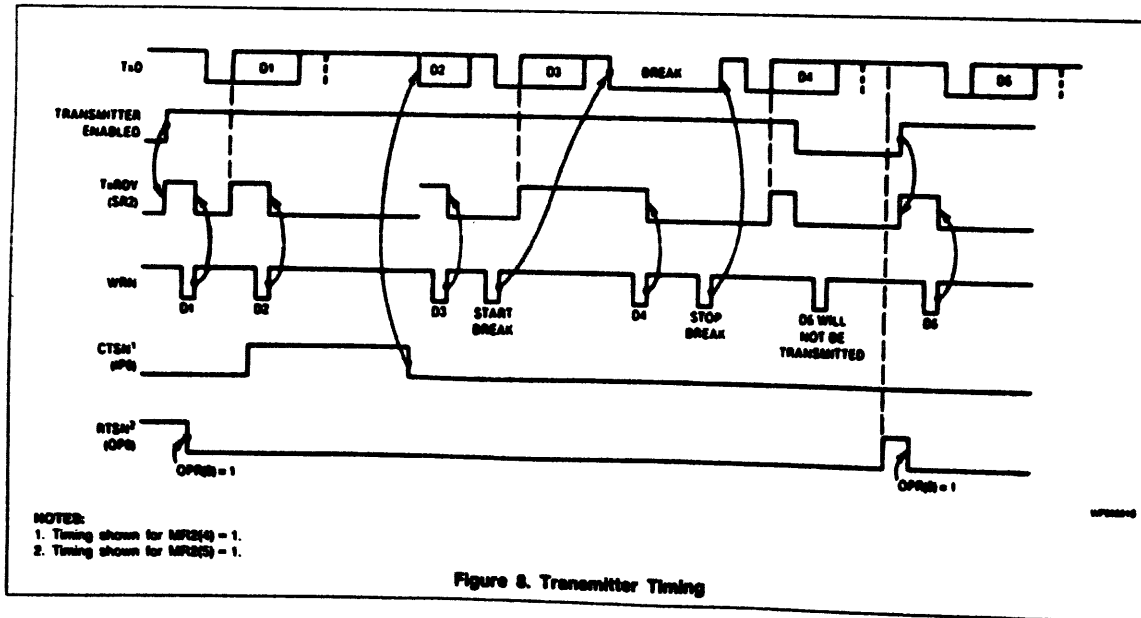 TxD
D1
D2
D3
BREAK
D4
D6
TRANSMITTER
ENABLED
TxRDY
(SR2)
WRN
D1
D2
D3
START
BREAK
D4
STOP
BREAK
D5 WILL
NOT BE
TRANSMITTED
D6
CTSN1
(IP0)
RTSN2
(OP0)
OPR(0) = 1
OPR(0) = 1
NOTES:
1. Timing shown for MR2(4) = 1.
2. Timing shown for MR2(5) = 1.
Figure 8. Transmitter Timing